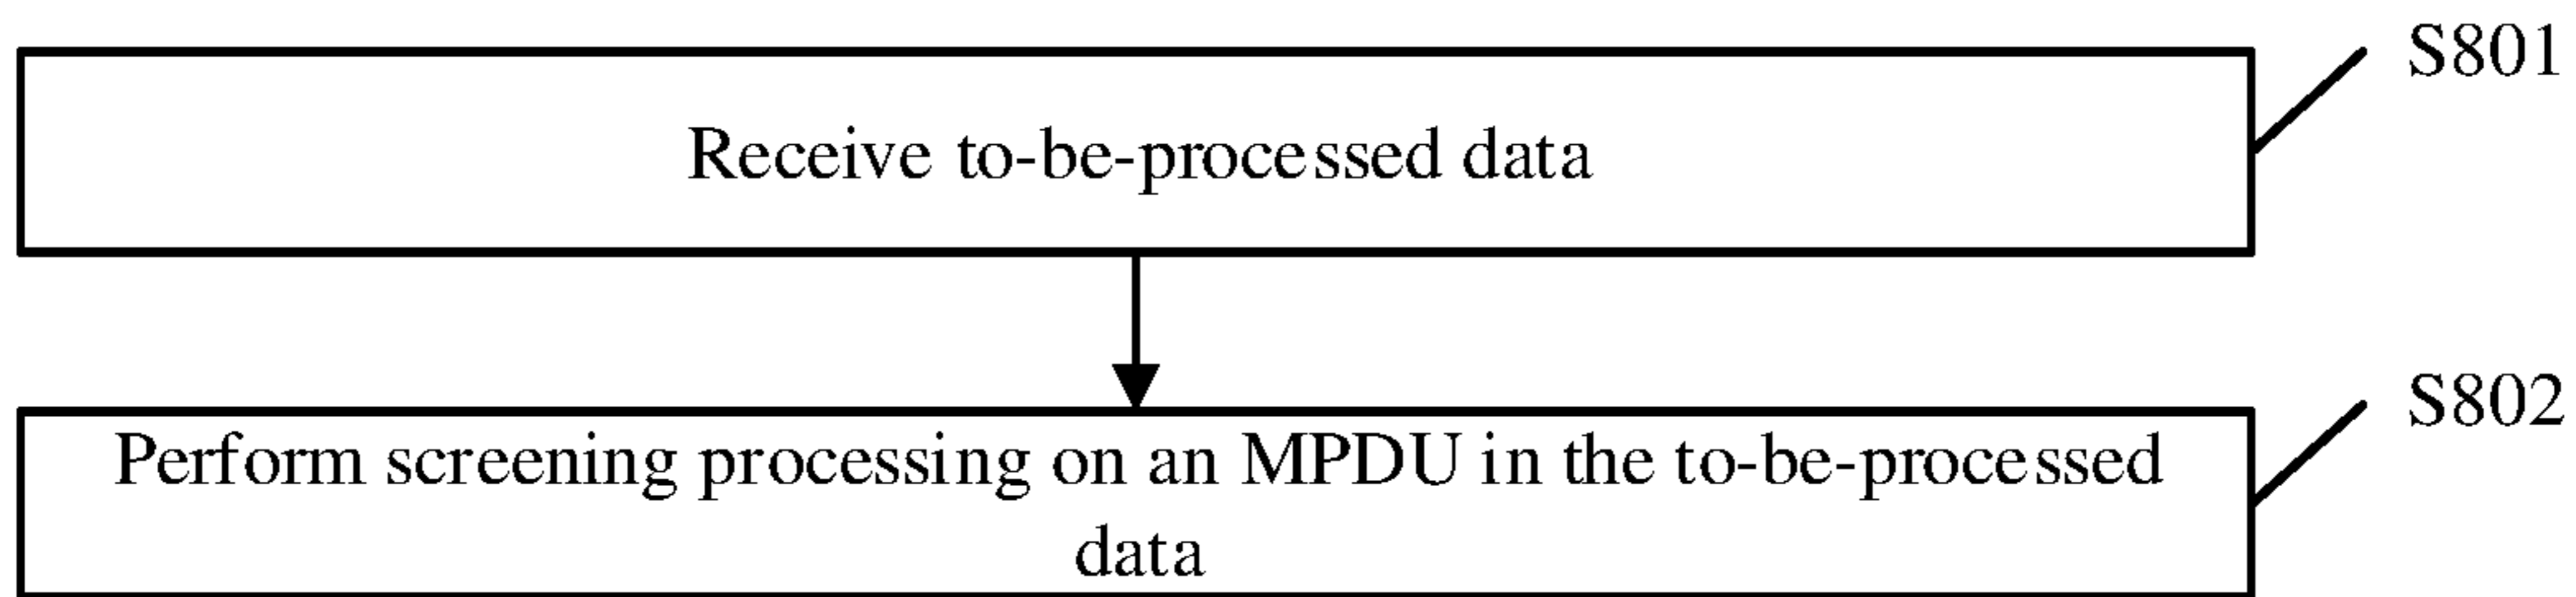 S801
Receive to-be-processed data
S802
Perform screening processing on an MPDU in the to-be-processed
data